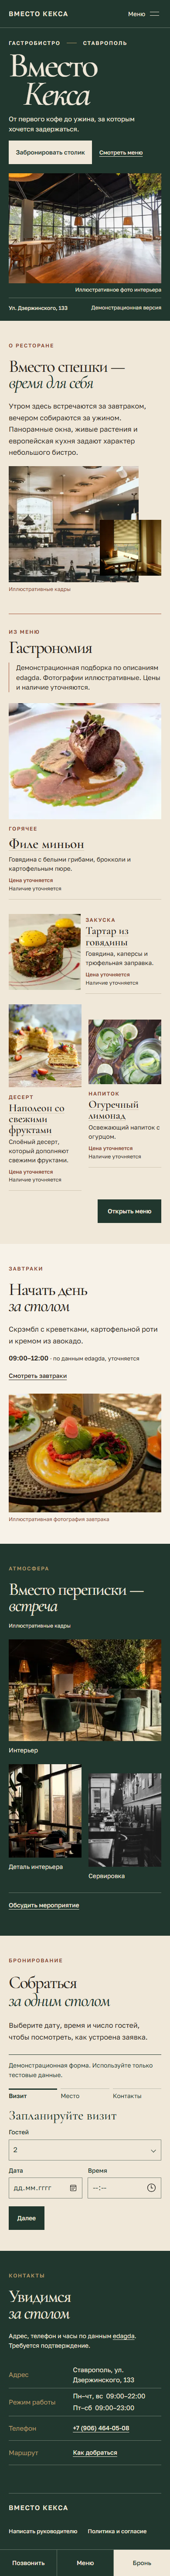 ВМЕСТО КЕКСА
Меню
ГАСТРОБИСТРО — СТАВРОПОЛЬ
Вместо
Кекса
От первого кофе до ужина, за которым
хочется задержаться.
Забронировать столик
Смотреть меню
Иллюстративное фото интерьера
Ул. Дзержинского, 133
Демонстрационная версия
О РЕСТОРАНЕ
Вместо спешки —
время для себя
Утром здесь встречаются за завтраком,
вечером собираются за ужином.
Панорамные окна, живые растения и
европейская кухня задают характер
небольшого бистро.
Иллюстративные кадры
ИЗ МЕНЮ
Гастрономия
Демонстрационная подборка по описаниям
edagda. Фотографии иллюстративные. Цены
и наличие уточняются.
ГОРЯЧЕЕ
Филе миньон
Говядина с белыми грибами, брокколи и
картофельным пюре.
Цена уточняется
Наличие уточняется
ЗАКУСКА
Тартар из
говядины
Говядина, каперсы и
трюфельная заправка.
Цена уточняется
Наличие уточняется
ДЕСЕРТ
Наполеон со
свежими
фруктами
Слоёный десерт,
который дополняют
свежими фруктами.
Цена уточняется
Наличие уточняется
НАПИТОК
Огуречный
лимонад
Освежающий напиток с
огурцом.
Цена уточняется
Наличие уточняется
Открыть меню
ЗАВТРАКИ
Начать день
за столом
Скрэмбл с креветками, картофельной роти
и кремом из авокадо.
09:00–12:00 · по данным edagda, уточняется
Смотреть завтраки
Иллюстративная фотография завтрака
АТМОСФЕРА
Вместо переписки —
встреча
Иллюстративные кадры
Интерьер
Деталь интерьера
Сервировка
Обсудить мероприятие
БРОНИРОВАНИЕ
Собраться
за одним столом
Выберите дату, время и число гостей,
чтобы посмотреть, как устроена заявка.
Демонстрационная форма. Используйте только
тестовые данные.
Визит
Место
Контакты
Запланируйте визит
Гостей
2
Дата
Время
дд.мм.гггг
--:--
Далее
КОНТАКТЫ
Увидимся
за столом
Адрес, телефон и часы по данным edagda.
Требуется подтверждение.
Адрес
Ставрополь, ул.
Дзержинского, 133
Режим работы
Пн–чт, вс 09:00–22:00
Пт–сб 09:00–23:00
Телефон
+7 (906) 464-05-08
Маршрут
Как добраться
ВМЕСТО КЕКСА
Написать руководителю
Политика и согласие
Позвонить
Меню
Бронь